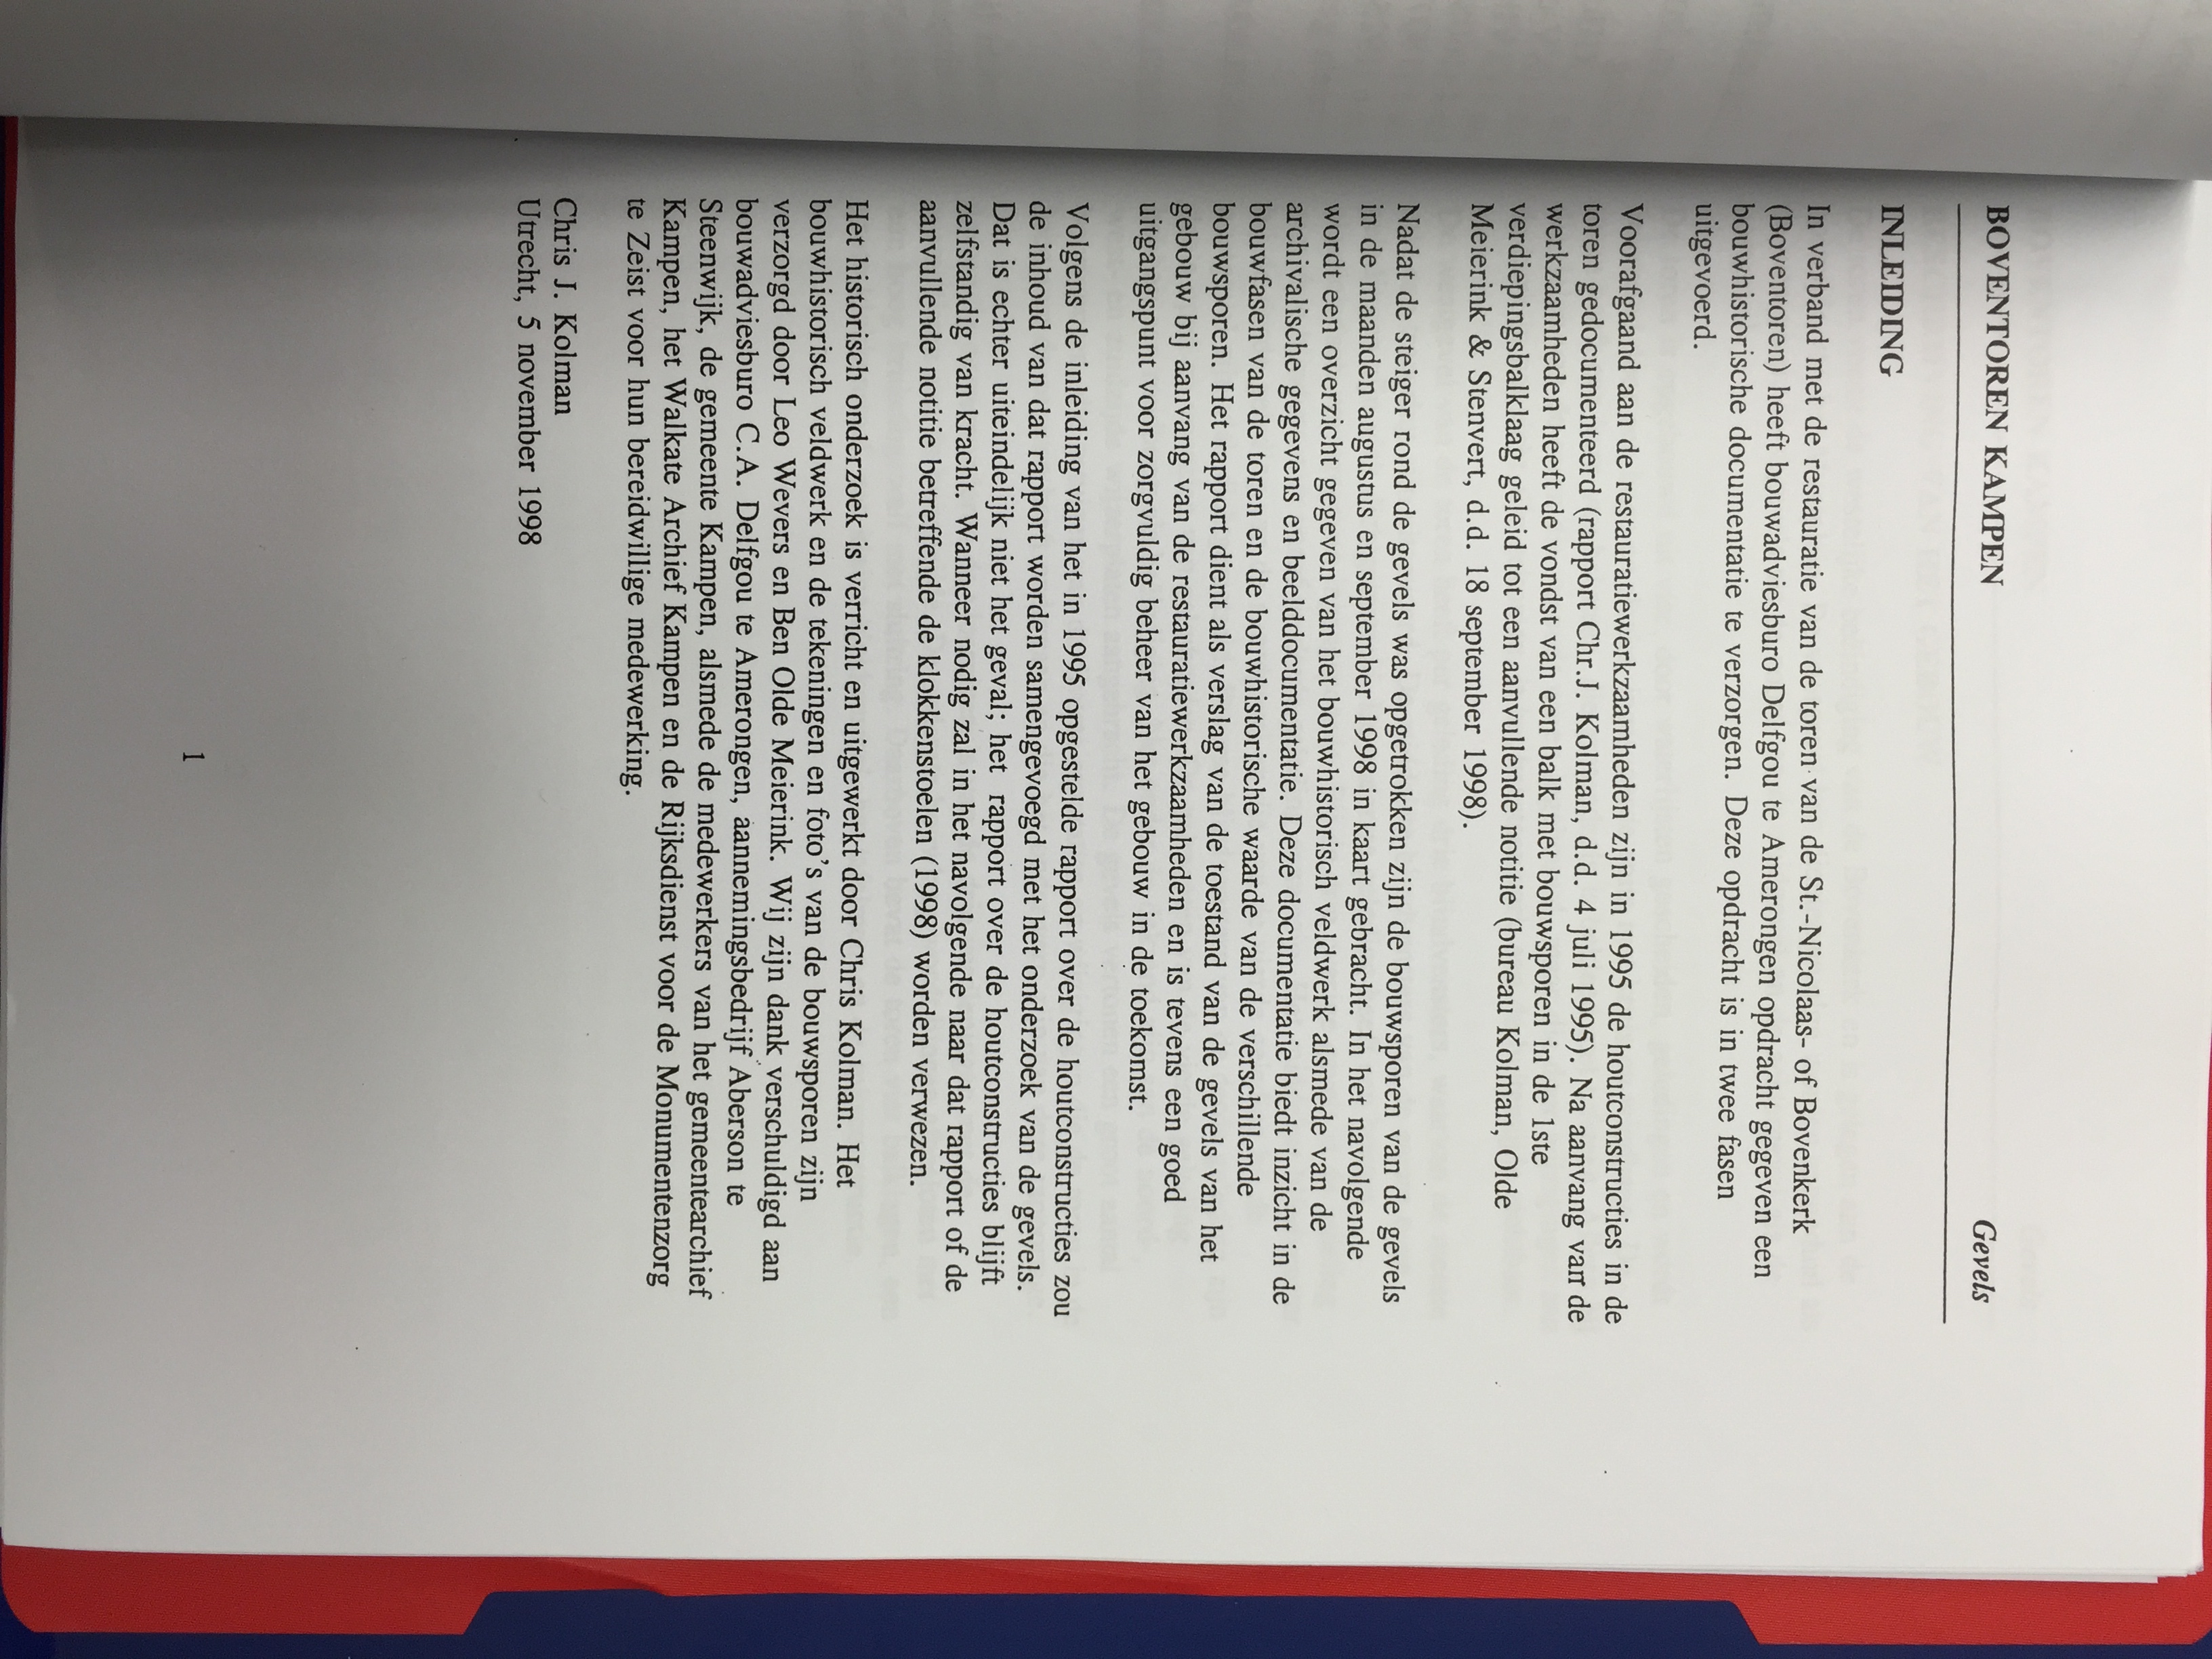 BOVENTOREN KAMPEN Gevels
INLEIDING
In verband met de restauratie van de toren van de St.-Nicolaas- of Bovenkerk
(Boventoren) heeft bouwadviesburo Delfgou te Amerongen opdracht gegeven een
bouwhistorische documentatie te verzorgen. Deze opdracht is in twee fasen
uitgevoerd.
Voorafgaand aan de restauratiewerkzaamheden zijn in 1995 de houtconstructies in de
toren gedocumenteerd (rapport Chr.J. Kolman, d.d. 4 juli 1995). Na aanvang van de
werkzaamheden heeft de vondst van een balk met bouwsporen in de 1ste
verdiepingsbalklaag geleid tot een aanvullende notitie (bureau Kolman, Olde
Meierink & Stenvert, d.d. 18 september 1998).
Nadat de steiger rond de gevels was opgetrokken zijn de bouwsporen van de gevels
in de maanden augustus en september 1998 in kaart gebracht. In het navolgende
wordt een overzicht gegeven van het bouwhistorisch veldwerk alsmede van de
archivalische gegevens en beelddocumentatie. Deze documentatie biedt inzicht in de
bouwfasen van de toren en de bouwhistorische waarde van de verschillende
bouwsporen. Het rapport dient als verslag van de toestand van de gevels van het
gebouw bij aanvang van de restauratiewerkzaamheden en is tevens een goed
uitgangspunt voor zorgvuldig beheer van het gebouw in de toekomst.
Volgens de inleiding van het in 1995 opgestelde rapport over de houtconstructies zou
de inhoud van dat rapport worden samengevoegd met het onderzoek van de gevels.
Dat is echter uiteindelijk niet het geval; het rapport over de houtconstructies blijft
zelfstandig van kracht. Wanneer nodig zal in het navolgende naar dat rapport of de
aanvullende notitie betreffende de klokkenstoelen (1998) worden verwezen.
Het historisch onderzoek is verricht en uitgewerkt door Chris Kolman. Het
bouwhistorisch veldwerk en de tekeningen en foto's van de bouwsporen zijn
verzorgd door Leo Wevers en Ben Olde Meierink. Wij zijn dank verschuldigd aan
bouwadviesburo C.A. Delfgou te Amerongen, aannemingsbedrijf Aberson te
Steenwijk, de gemeente Kampen, alsmede de medewerkers van het gemeentearchief
Kampen, het Walkate Archief Kampen en de Rijksdienst voor de Monumentenzorg
te Zeist voor hun bereidwillige medewerking.
Chris J. Kolman
Utrecht, 5 november 1998
1